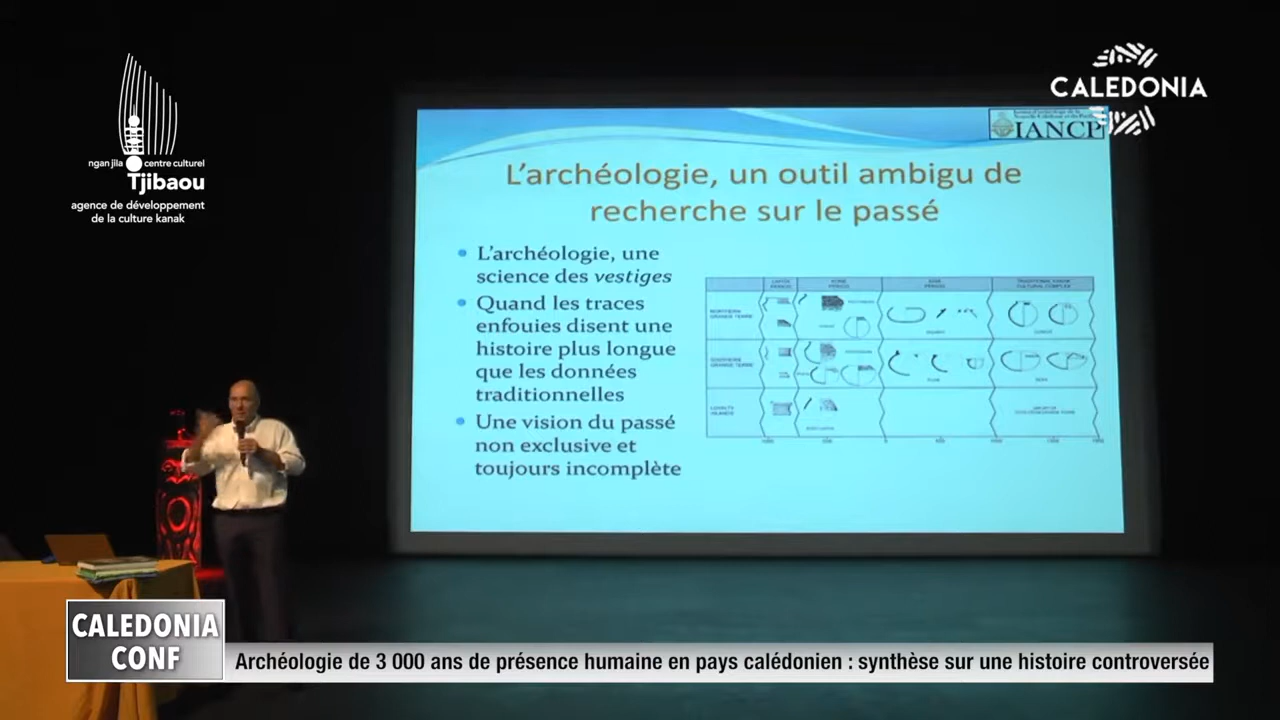 ngan jila centre culturel
Tjibaou
agence de développement
de la culture kanak
CALEDONIA
IANCP
L'archéologie, un outil ambigu de
recherche sur le passé
L'archéologie, une
science des vestiges
Quand les traces
enfouies disent une
histoire plus longue
que les données
traditionnelles
Une vision du passé
non exclusive et
toujours incomplète
CALEDONIA
CONF
Archéologie de 3 000 ans de présence humaine en pays calédonien : synthèse sur une histoire controversée